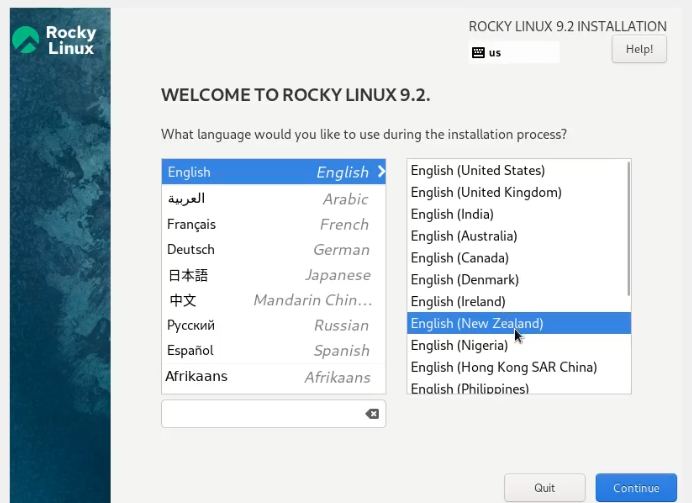 Rocky
Linux
ROCKY LINUX 9.2 INSTALLATION
us
Help!
WELCOME TO ROCKY LINUX 9.2.
What language would you like to use during the installation process?
English English
العربية Arabic
Français French
Deutsch German
日本語 Japanese
中文 Mandarin Chin...
Русский Russian
Español Spanish
Afrikaans Afrikaans
English (United States)
English (United Kingdom)
English (India)
English (Australia)
English (Canada)
English (Denmark)
English (Ireland)
English (New Zealand)
English (Nigeria)
English (Hong Kong SAR China)
English (Philippines)
Quit
Continue